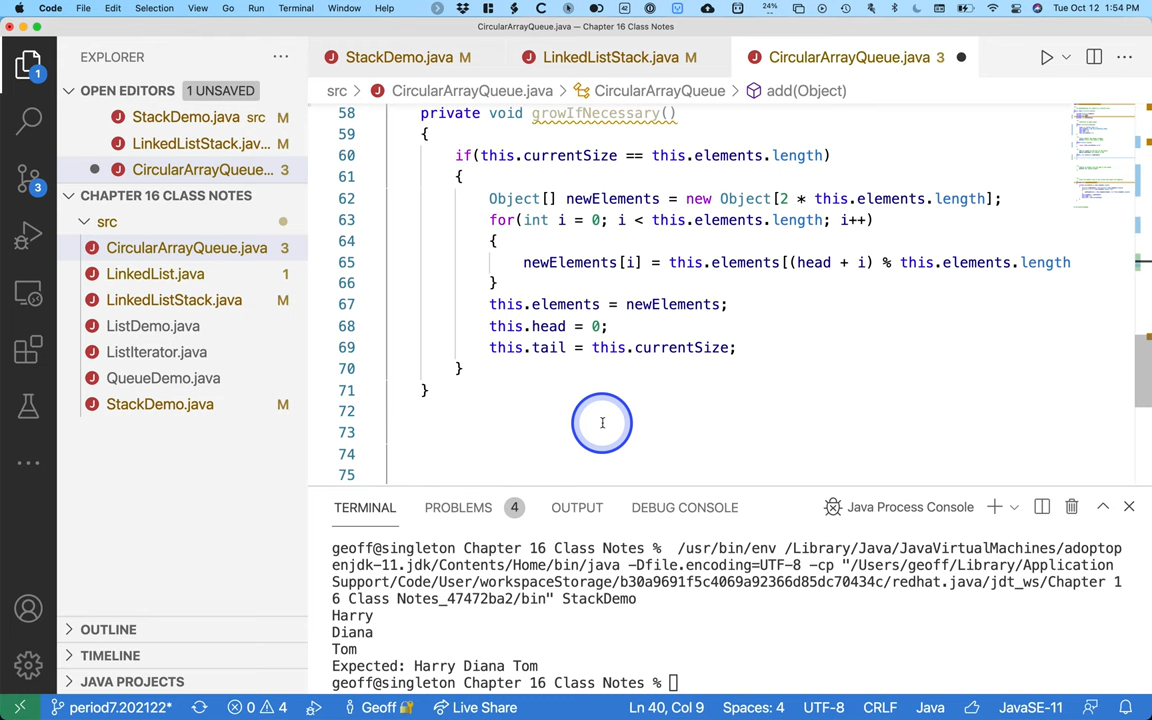 Code File Edit Selection View Go Run Terminal Window Help 24% Tue Oct 12 1:54 PM
CircularArrayQueue.java — Chapter 16 Class Notes
EXPLORER
OPEN EDITORS 1 UNSAVED
StackDemo.java src M
LinkedListStack.jav... M
CircularArrayQueue... 3
CHAPTER 16 CLASS NOTES
src
CircularArrayQueue.java 3
LinkedList.java 1
LinkedListStack.java M
ListDemo.java
ListIterator.java
QueueDemo.java
StackDemo.java M
OUTLINE
TIMELINE
JAVA PROJECTS
1
3
StackDemo.java M LinkedListStack.java M CircularArrayQueue.java 3
src CircularArrayQueue.java CircularArrayQueue add(Object)
58 private void growIfNecessary()
59 {
60 if(this.currentSize == this.elements.length)
61 {
62 Object[] newElements = new Object[2 * this.elements.length];
63 for(int i = 0; i < this.elements.length; i++)
64 {
65 newElements[i] = this.elements[(head + i) % this.elements.length
66 }
67 this.elements = newElements;
68 this.head = 0;
69 this.tail = this.currentSize;
70 }
71 }
72
73
74
75
TERMINAL PROBLEMS 4 OUTPUT DEBUG CONSOLE Java Process Console
geoff@singleton Chapter 16 Class Notes % /usr/bin/env /Library/Java/JavaVirtualMachines/adoptop
enjdk-11.jdk/Contents/Home/bin/java -Dfile.encoding=UTF-8 -cp "/Users/geoff/Library/Application
Support/Code/User/workspaceStorage/b30a9691f5c4069a92366d85dc70434c/redhat.java/jdt_ws/Chapter 1
6 Class Notes_47472ba2/bin" StackDemo
Harry
Diana
Tom
Expected: Harry Diana Tom
geoff@singleton Chapter 16 Class Notes %
period7.202122* 0 4 Geoff Live Share Ln 40, Col 9 Spaces: 4 UTF-8 CRLF Java JavaSE-11